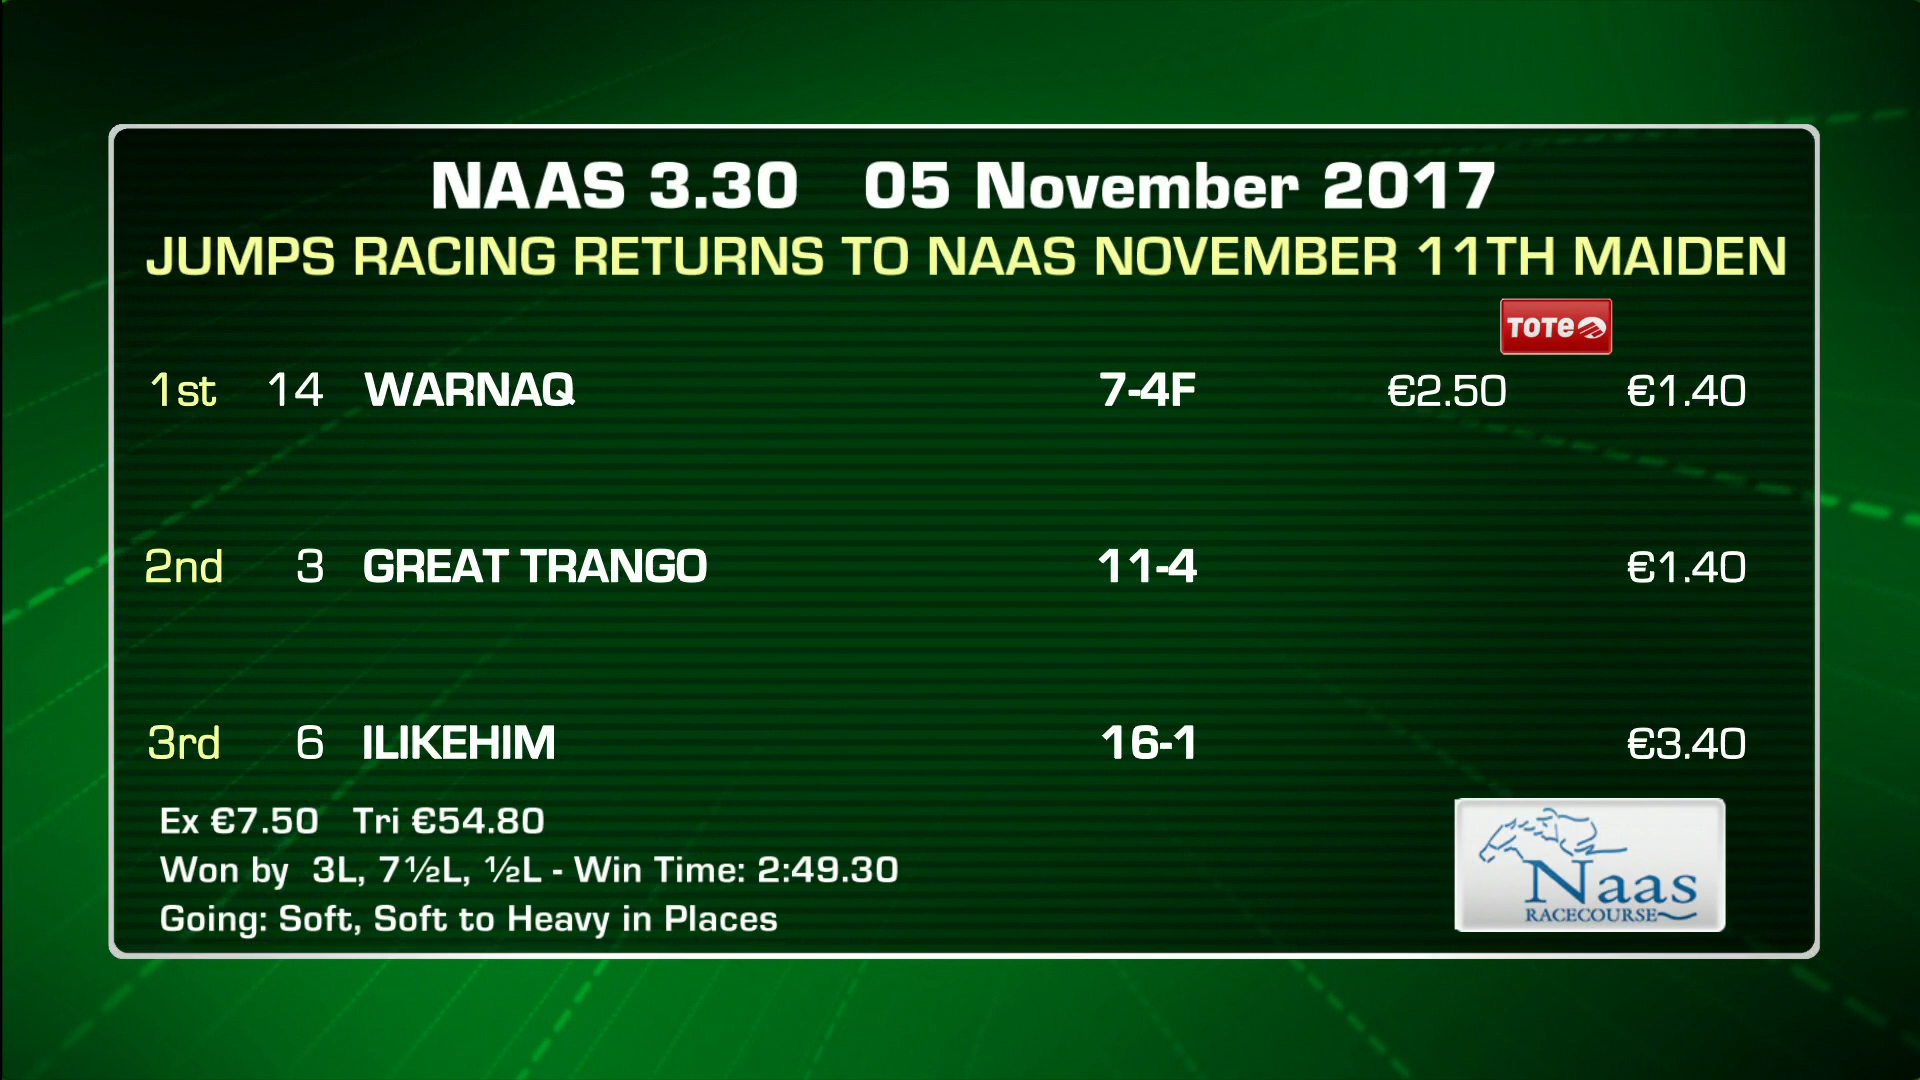 NAAS 3.30 05 November 2017
JUMPS RACING RETURNS TO NAAS NOVEMBER 11TH MAIDEN
TOTE
1st 14 WARNAQ 7-4F €2.50 €1.40
2nd 3 GREAT TRANGO 11-4 €1.40
3rd 6 ILIKEHIM 16-1 €3.40
Ex €7.50 Tri €54.80
Won by 3L, 7½L, ½L - Win Time: 2:49.30
Going: Soft, Soft to Heavy in Places
Naas
RACECOURSE